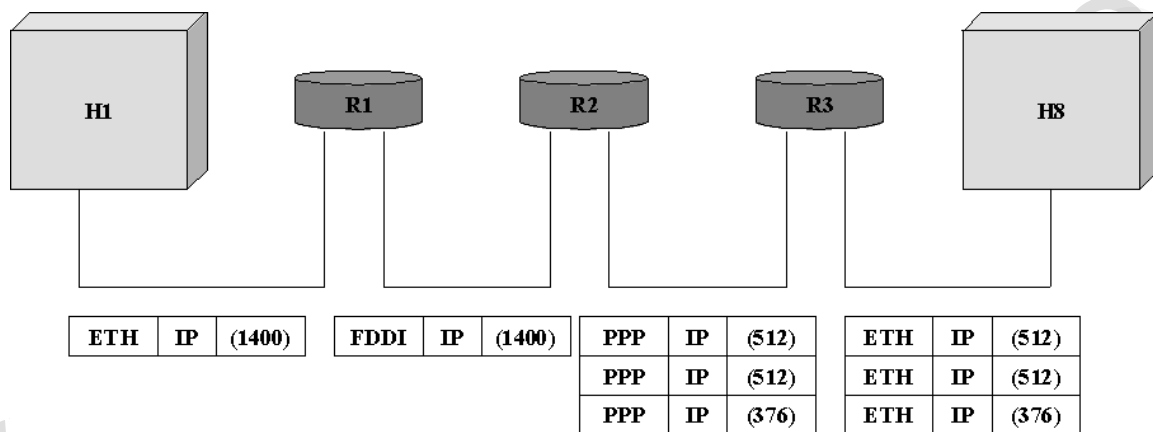 H1
R1
R2
R3
H8
ETH IP (1400)
FDDI IP (1400)
PPP IP (512)
ETH IP (512)
PPP IP (512)
ETH IP (512)
PPP IP (376)
ETH IP (376)